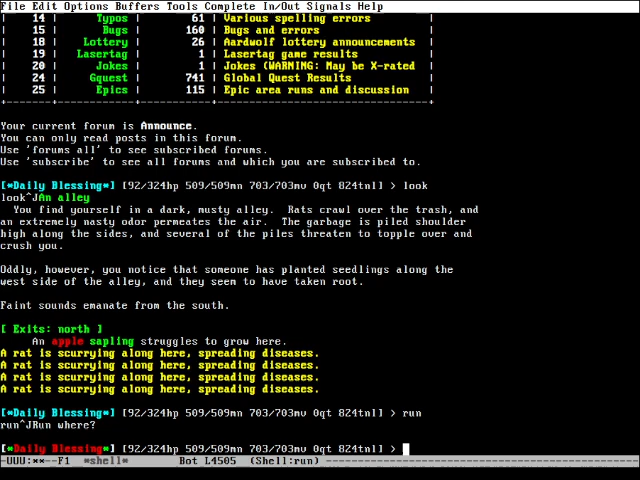 File Edit Options Buffers Tools Complete In/Out Signals Help
| 14 | Typos | 61 | Various spelling errors |
| 15 | Bugs | 160 | Bugs and errors |
| 18 | Lottery | 26 | Aardwolf lottery announcements |
| 19 | Lasertag | 1 | Lasertag game results |
| 20 | Jokes | 1 | Jokes (WARNING: May be X-rated |
| 24 | Gquest | 741 | Global Quest Results |
| 25 | Epics | 115 | Epic area runs and discussion |
Your current forum is Announce.
You can only read posts in this forum.
Use 'forums all' to see subscribed forums.
Use 'subscribe' to see all forums and which you are subscribed to.
[*Daily Blessing*] [92/324hp 509/509mn 703/703mv 0qt 824tnl] > look
look^JAn alley
You find yourself in a dark, musty alley. Rats crawl over the trash, and
an extremely nasty odor permeates the air. The garbage is piled shoulder
high along the sides, and several of the piles threaten to topple over and
crush you.
Oddly, however, you notice that someone has planted seedlings along the
west side of the alley, and they seem to have taken root.
Faint sounds emanate from the south.
[ Exits: north ]
An apple sapling struggles to grow here.
A rat is scurrying along here, spreading diseases.
A rat is scurrying along here, spreading diseases.
A rat is scurrying along here, spreading diseases.
A rat is scurrying along here, spreading diseases.
[*Daily Blessing*] [92/324hp 509/509mn 703/703mv 0qt 824tnl] > run
run^JRun where?
[*Daily Blessing*] [92/324hp 509/509mn 703/703mv 0qt 824tnl] >
-UUU:**--F1 *shell* Bot L4505 (Shell:run)